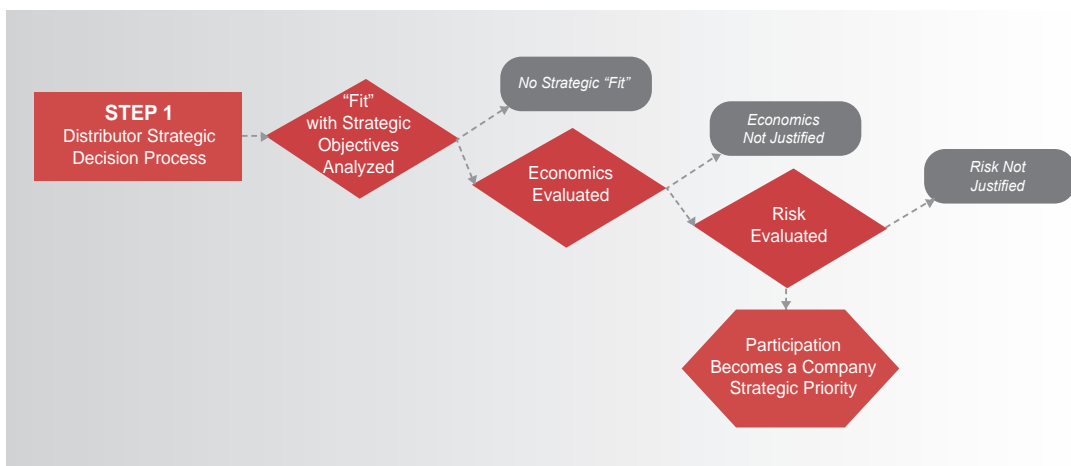 STEP 1
Distributor Strategic
Decision Process
“Fit”
with Strategic
Objectives
Analyzed
No Strategic “Fit”
Economics
Evaluated
Economics
Not Justified
Risk
Evaluated
Risk Not
Justified
Participation
Becomes a Company
Strategic Priority